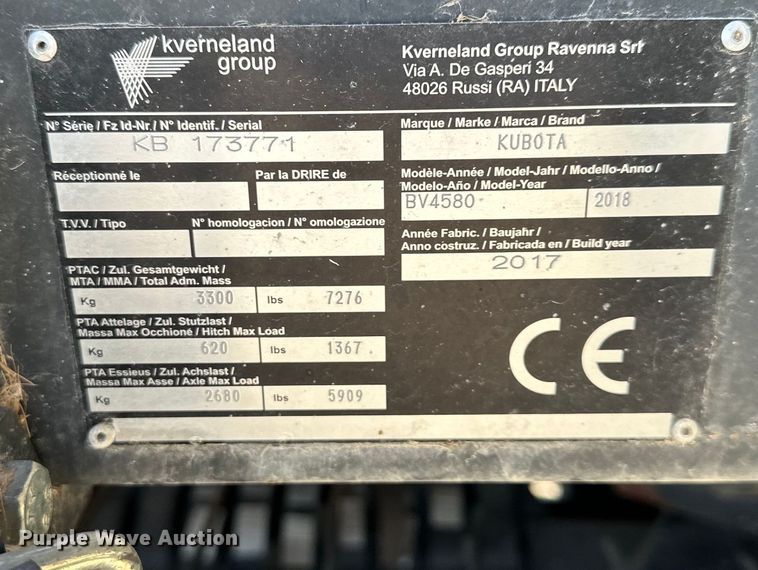 kverneland
group
Kverneland Group Ravenna Srl
Via A. De Gasperi 34
48026 Russi (RA) ITALY
N° Série / Fz Id-Nr. / N° Identif. / Serial
KB 173771
Marque / Marke / Marca / Brand
KUBOTA
Réceptionné le
Par la DRIRE de
Modèle-Année / Model-Jahr / Modello-Anno /
Modelo-Año / Model-Year
BV4580
2018
T.V.V. / Tipo
N° homologacion / N° omologazione
Année Fabric. / Baujahr /
Anno costruz. / Fabricada en / Build year
2017
PTAC / Zul. Gesamtgewicht /
MTA / MMA / Total Adm. Mass
Kg 3300 lbs 7276
PTA Attelage / Zul. Stutzlast /
Massa Max Occhione / Hitch Max Load
Kg 620 lbs 1367
PTA Essieus / Zul. Achslast /
Massa Max Asse / Axle Max Load
Kg 2680 lbs 5909
CE
Purple Wave Auction